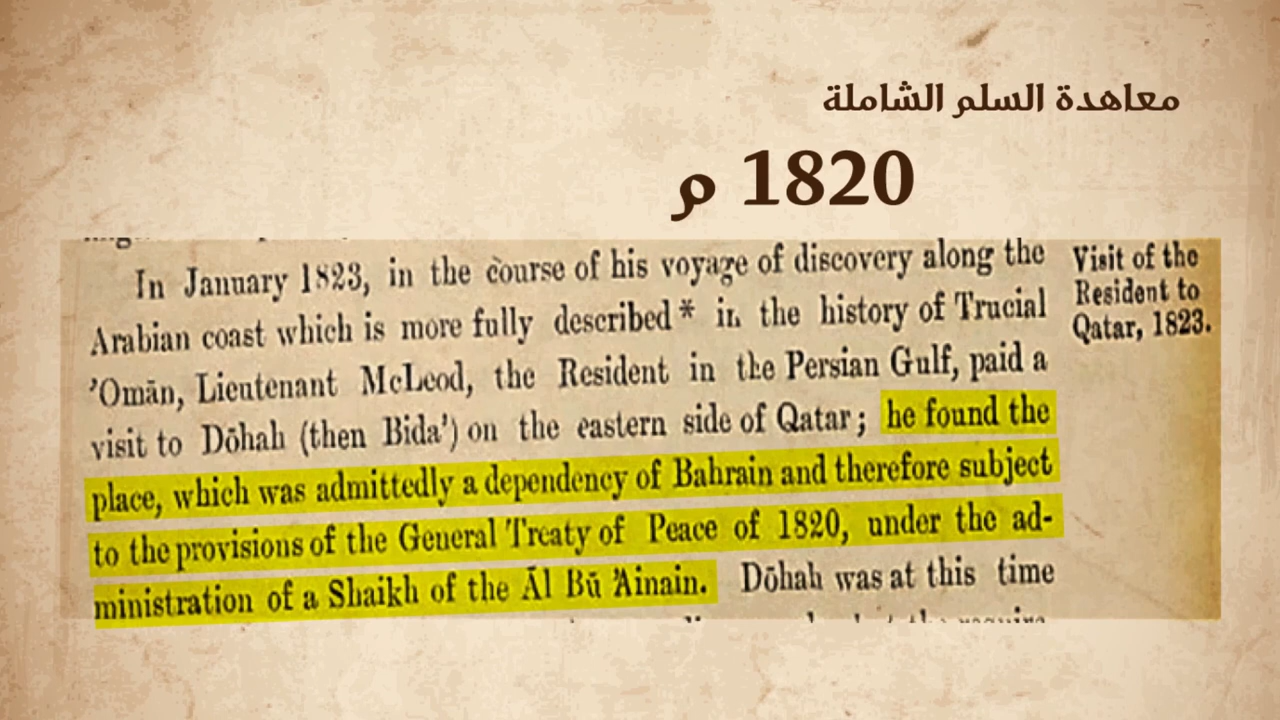 معاهدة السلم الشاملة
1820 م
In January 1823, in the course of his voyage of discovery along the
Arabian coast which is more fully described * in the history of Trucial
’Omān, Lieutenant McLeod, the Resident in the Persian Gulf, paid a
visit to Dōhah (then Bida’) on the eastern side of Qatar; he found the
place, which was admittedly a dependency of Bahrain and therefore subject
to the provisions of the General Treaty of Peace of 1820, under the ad-
ministration of a Shaikh of the Āl Bū ’Ainain. Dōhah was at this time
Visit of the
Resident to
Qatar, 1823.